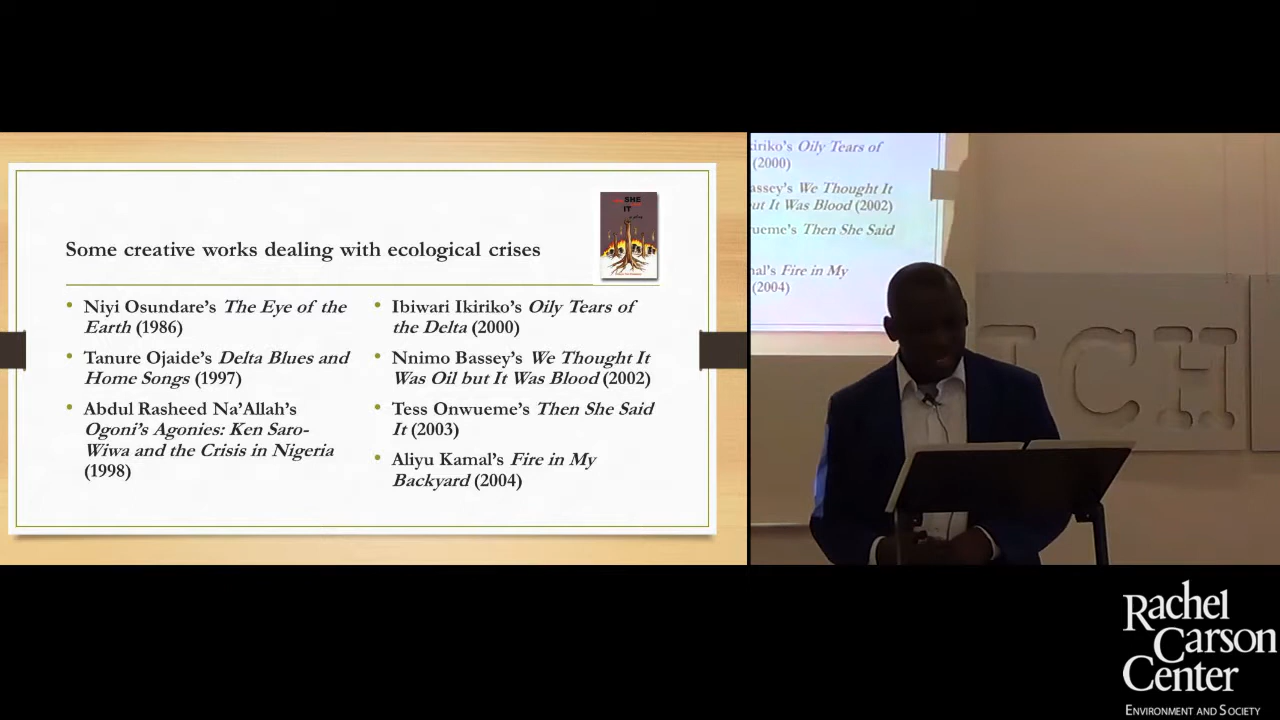 SHE
IT
Some creative works dealing with ecological crises
• Niyi Osundare’s The Eye of the
Earth (1986)
• Tanure Ojaide’s Delta Blues and
Home Songs (1997)
• Abdul Rasheed Na’Allah’s
Ogoni’s Agonies: Ken Saro-
Wiwa and the Crisis in Nigeria
(1998)
• Ibiwari Ikiriko’s Oily Tears of
the Delta (2000)
• Nnimo Bassey’s We Thought It
Was Oil but It Was Blood (2002)
• Tess Onwueme’s Then She Said
It (2003)
• Aliyu Kamal’s Fire in My
Backyard (2004)
kiriko’s Oily Tears of
(2000)
assey’s We Thought It
ut It Was Blood (2002)
vueme’s Then She Said
nal’s Fire in My
(2004)
ICH
Rachel
Carson
Center
ENVIRONMENT AND SOCIETY